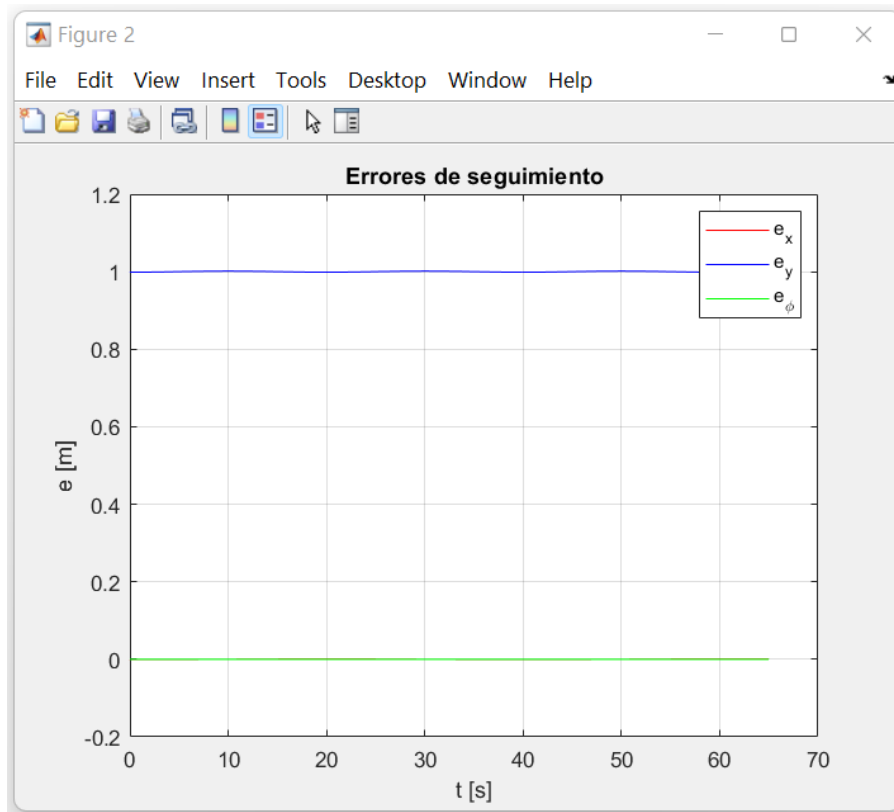 Figure 2
File Edit View Insert Tools Desktop Window Help
Errores de seguimiento
1.2
1
0.8
0.6
0.4
0.2
0
-0.2
e [m]
0 10 20 30 40 50 60 70
t [s]
e_x
e_y
e_ϕ